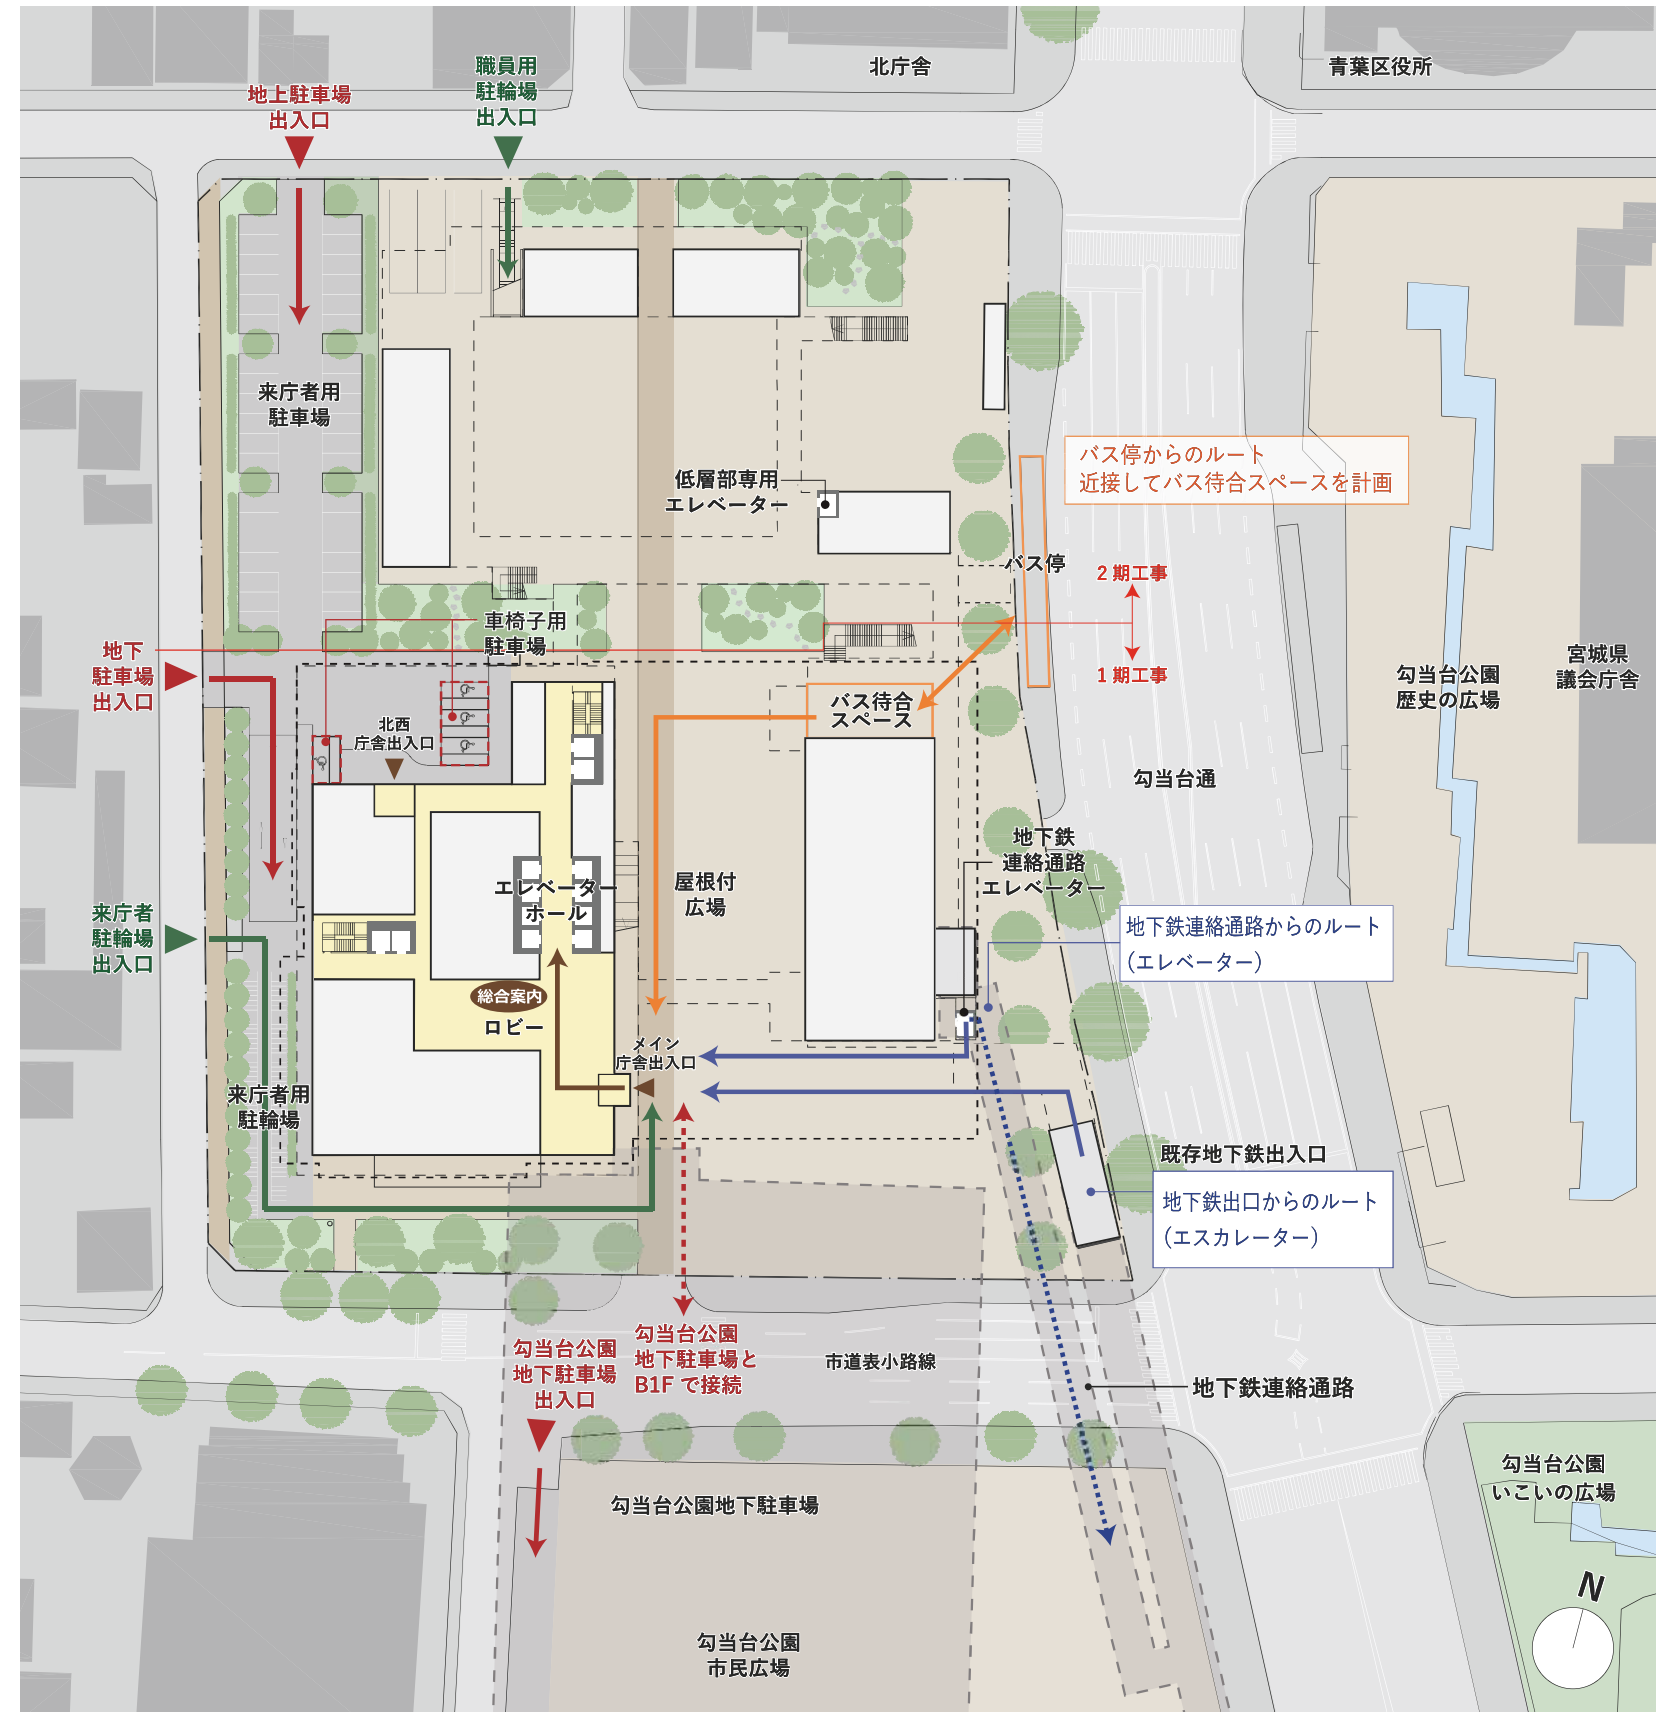 北庁舎
青葉区役所
職員用
駐輪場
出入口
地上駐車場
出入口
来庁者用
駐車場
バス停からのルート
近接してバス待合スペースを計画
低層部専用
エレベーター
バス停
2期工事
1期工事
車椅子用
駐車場
地下
駐車場
出入口
北西
庁舎出入口
バス待合
スペース
勾当台公園
歴史の広場
宮城県
議会庁舎
勾当台通
地下鉄
連絡通路
エレベーター
エレベーター
ホール
屋根付
広場
来庁者
駐輪場
出入口
地下鉄連絡通路からのルート
(エレベーター)
総合案内
ロビー
メイン
庁舎出入口
来庁者用
駐輪場
既存地下鉄出入口
地下鉄出口からのルート
(エスカレーター)
勾当台公園
地下駐車場
出入口
勾当台公園
地下駐車場と
B1Fで接続
市道表小路線
地下鉄連絡通路
勾当台公園地下駐車場
勾当台公園
いこいの広場
勾当台公園
市民広場
N